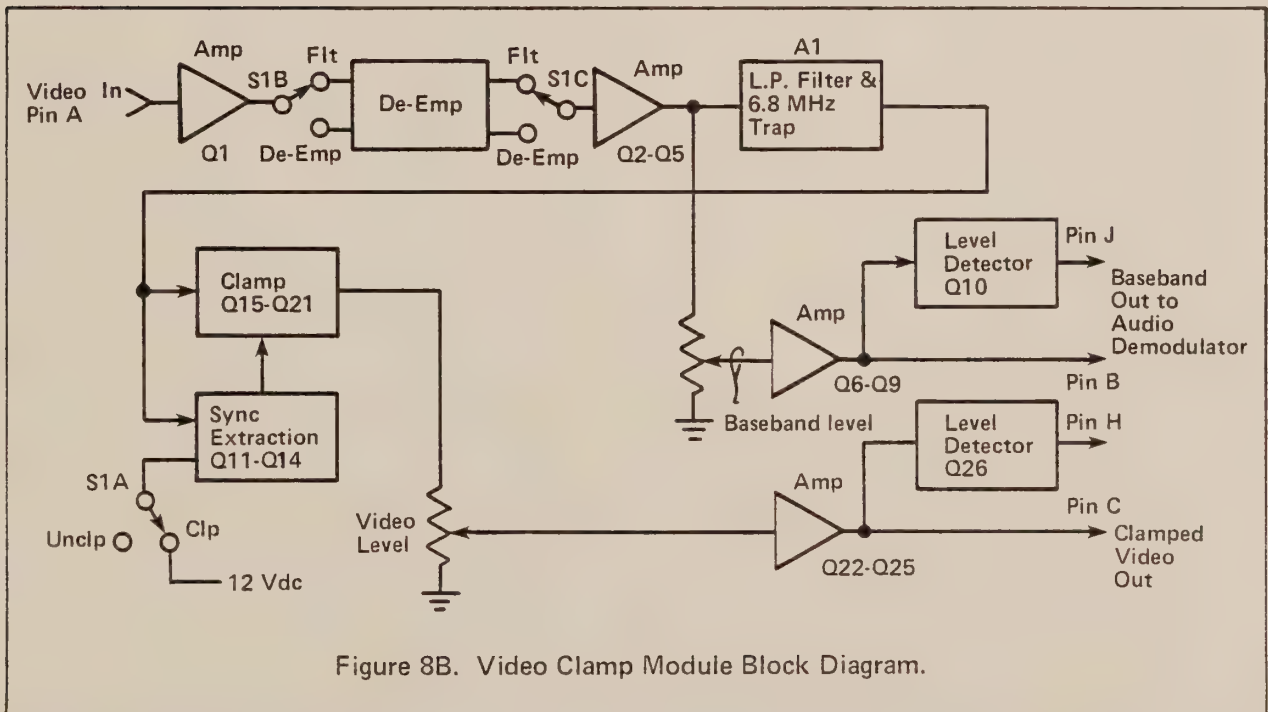 Video In
Pin A
Amp
Q1
S1B
Flt
De-Emp
De-Emp
Flt
De-Emp
S1C
Amp
Q2-Q5
A1
L.P. Filter &
6.8 MHz
Trap
Clamp
Q15-Q21
Sync
Extraction
Q11-Q14
S1A
Unclp
Clp
12 Vdc
Video
Level
Baseband level
Amp
Q6-Q9
Level
Detector
Q10
Pin J
Baseband
Out to
Audio
Demodulator
Pin B
Amp
Q22-Q25
Level
Detector
Q26
Pin H
Pin C
Clamped
Video
Out
Figure 8B. Video Clamp Module Block Diagram.